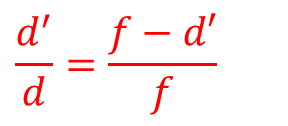 d′/d = (f − d′)/f